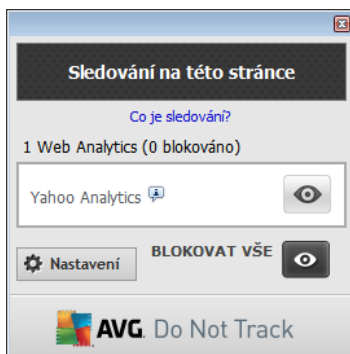 Sledování na této stránce
Co je sledování?
1 Web Analytics (0 blokováno)
Yahoo Analytics
BLOKOVAT VŠE
Nastavení
AVG. Do Not Track